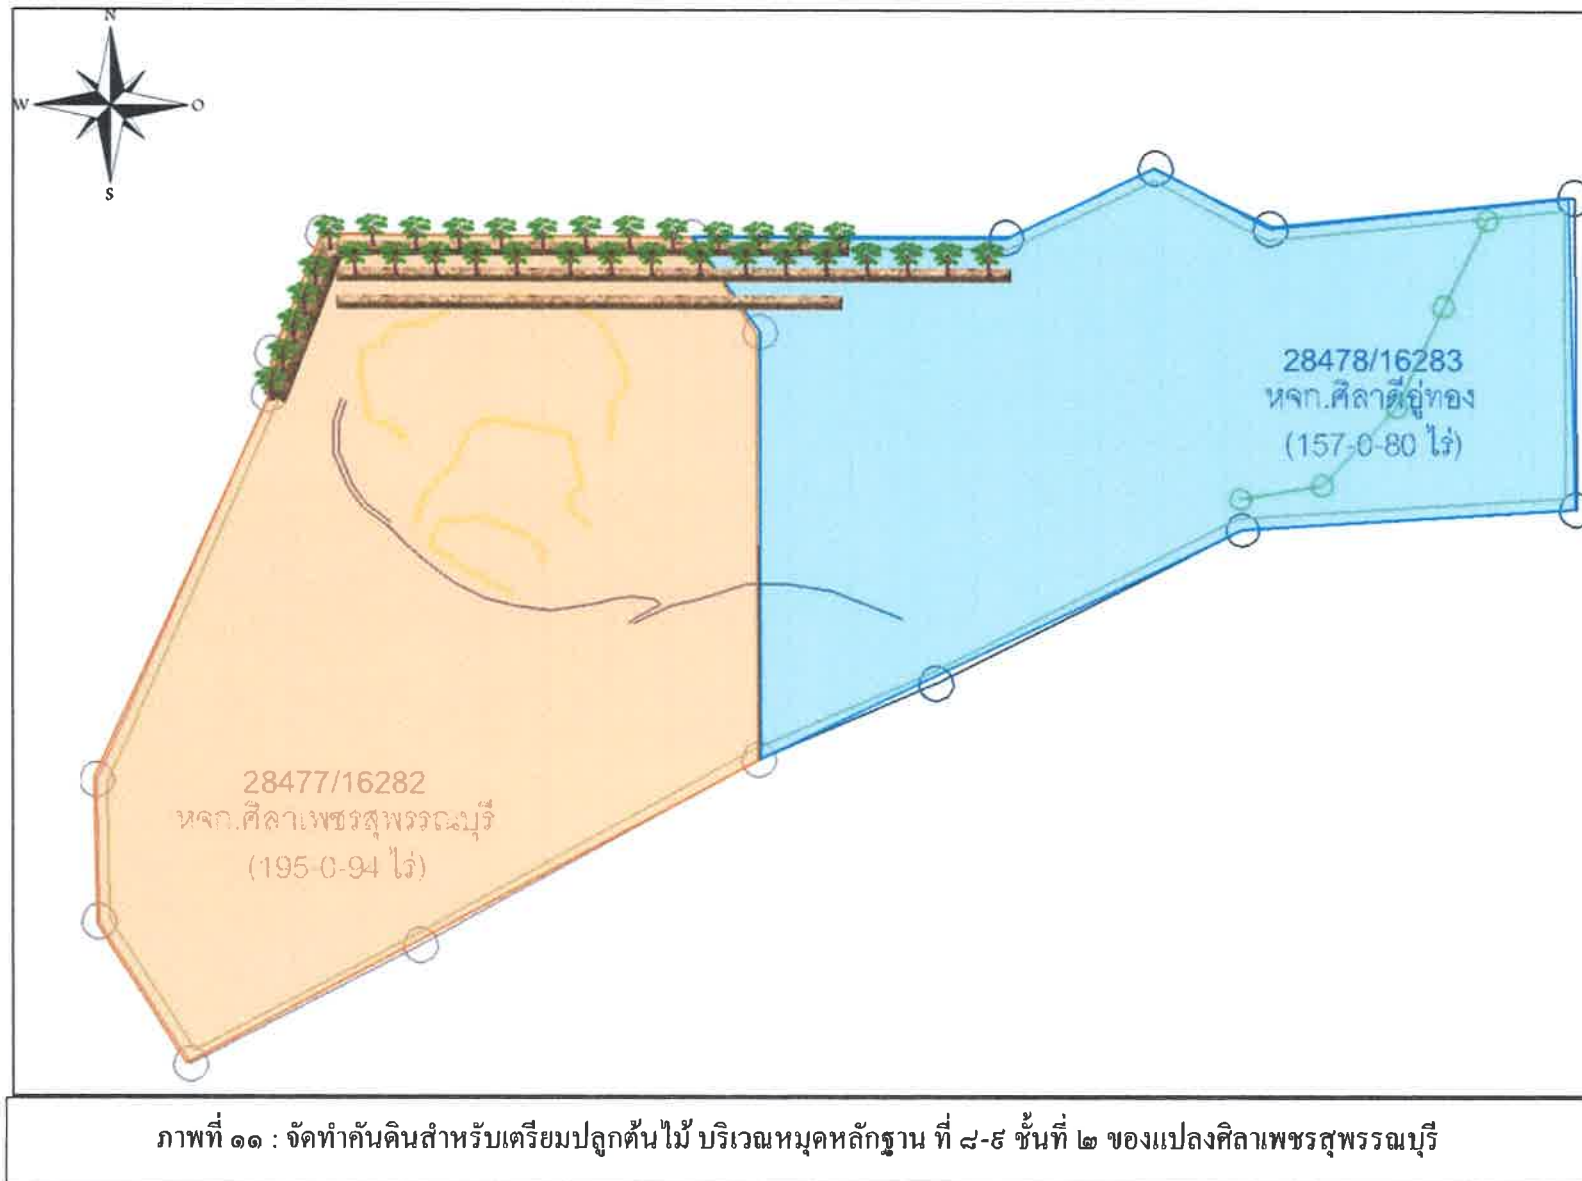 N
W
O
S
28478/16283
หจก.ศิลาดีอู่ทอง
(157-0-80 ไร่)
28477/16282
หจก.ศิลาเพชรสุพรรณบุรี
(195-0-94 ไร่)
ภาพที่ ๑๑ : จัดทำคันดินสำหรับเตรียมปลูกต้นไม้ บริเวณหมุดหลักฐาน ที่ ๘-๙ ชั้นที่ ๒ ของแปลงศิลาเพชรสุพรรณบุรี